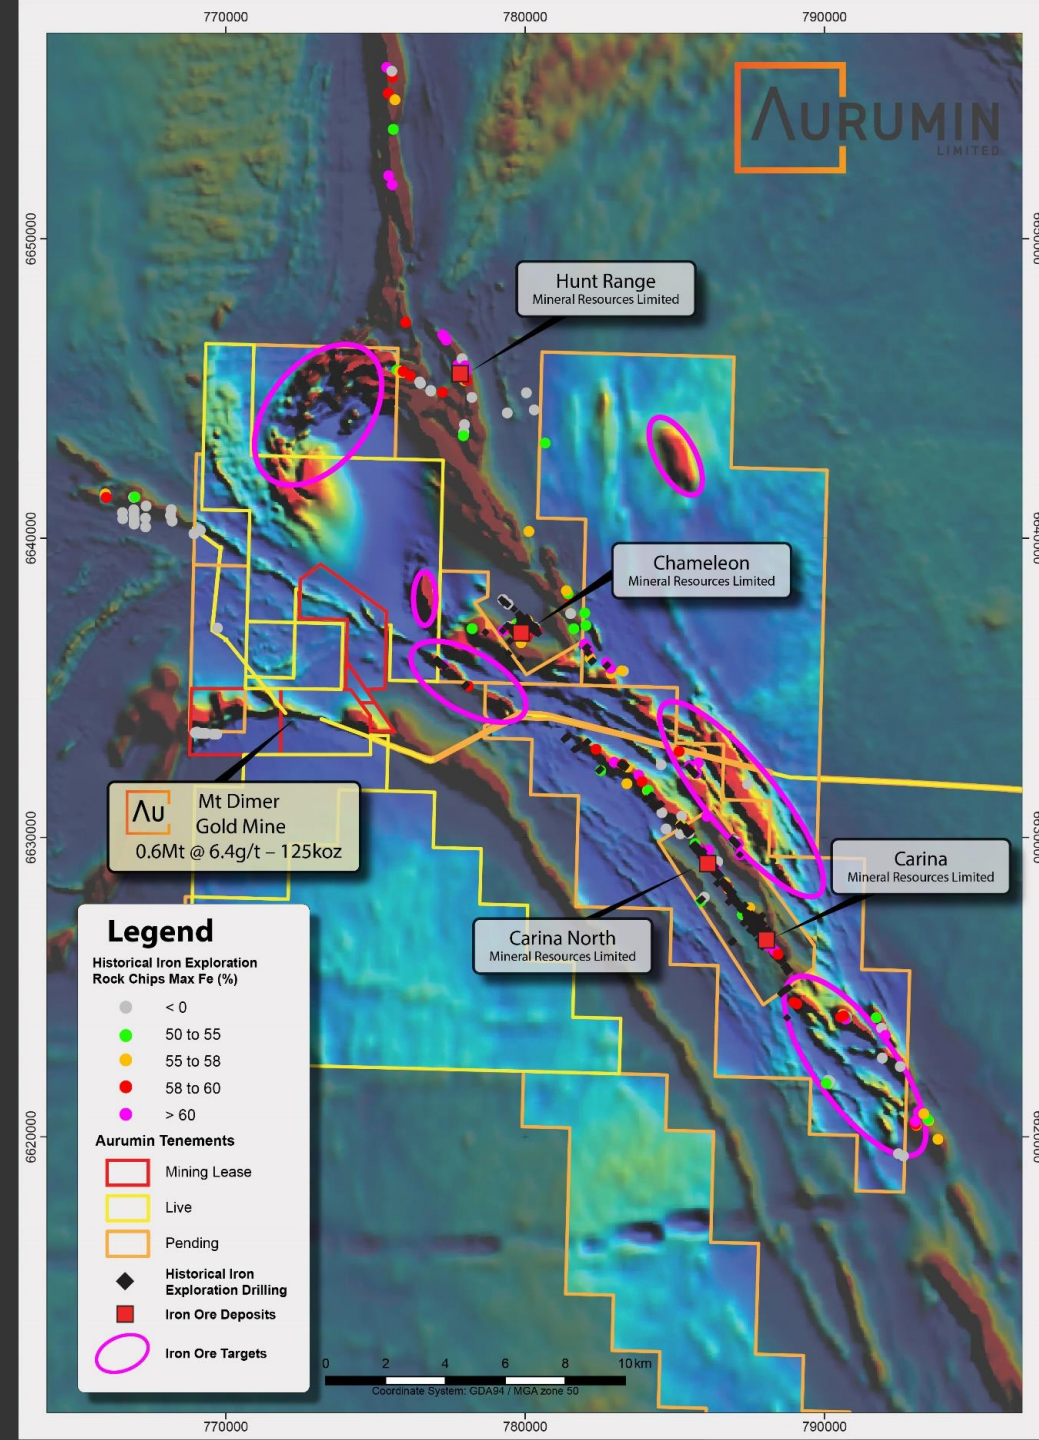 770000
780000
790000
AURUMIN
LIMITED
6650000
Hunt Range
Mineral Resources Limited
6640000
Chameleon
Mineral Resources Limited
Au
Mt Dimer
Gold Mine
0.6Mt @ 6.4g/t – 125koz
6630000
Carina
Mineral Resources Limited
Carina North
Mineral Resources Limited
Legend
Historical Iron Exploration
Rock Chips Max Fe (%)
< 0
50 to 55
55 to 58
58 to 60
> 60
Aurumin Tenements
Mining Lease
Live
Pending
Historical Iron
Exploration Drilling
Iron Ore Deposits
Iron Ore Targets
6620000
0 2 4 6 8 10 km
Coordinate System: GDA94 / MGA zone 50
770000
780000
790000